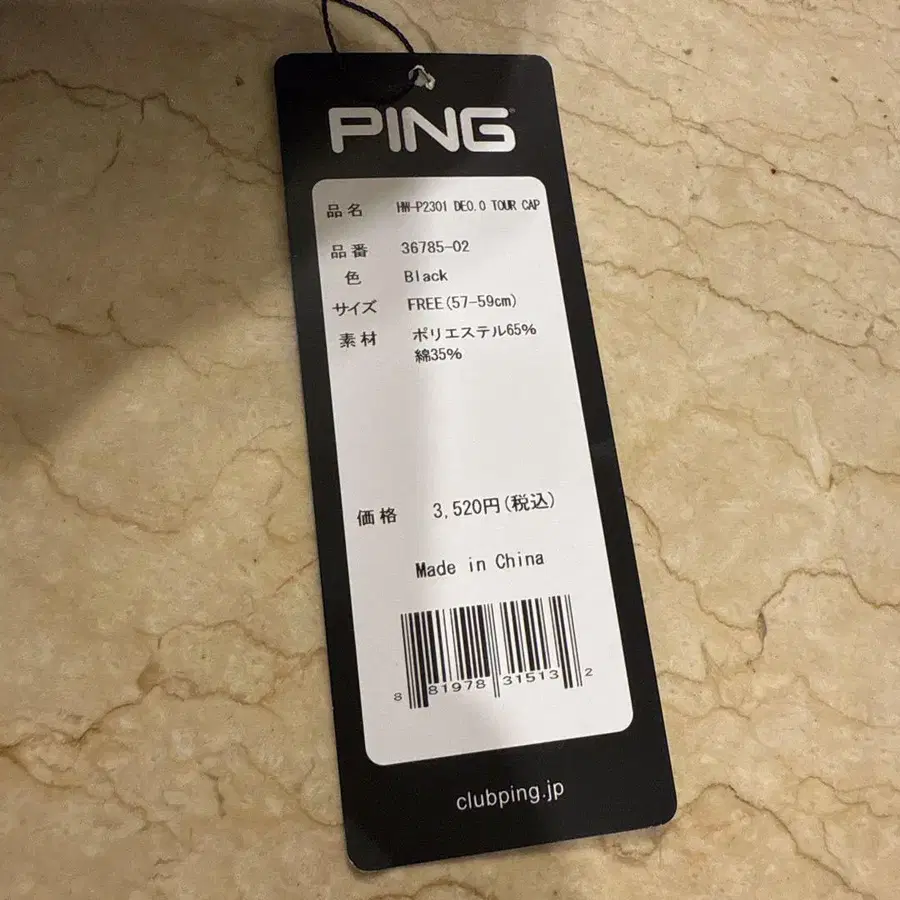 PING
品名 HW-P2301 DEO.0 TOUR CAP
品番 36785-02
色 Black
サイズ FREE(57-59cm)
素材 ポリエステル65%
綿35%
価格 3,520円(税込)
Made in China
8 81978 31513 2
clubping.jp